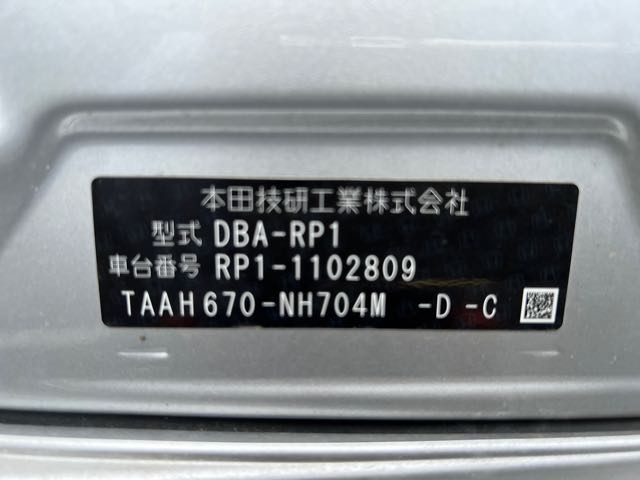 本田技研工業株式会社
型式 DBA-RP1
車台番号 RP1-1102809
TAAH670-NH704M -D -C